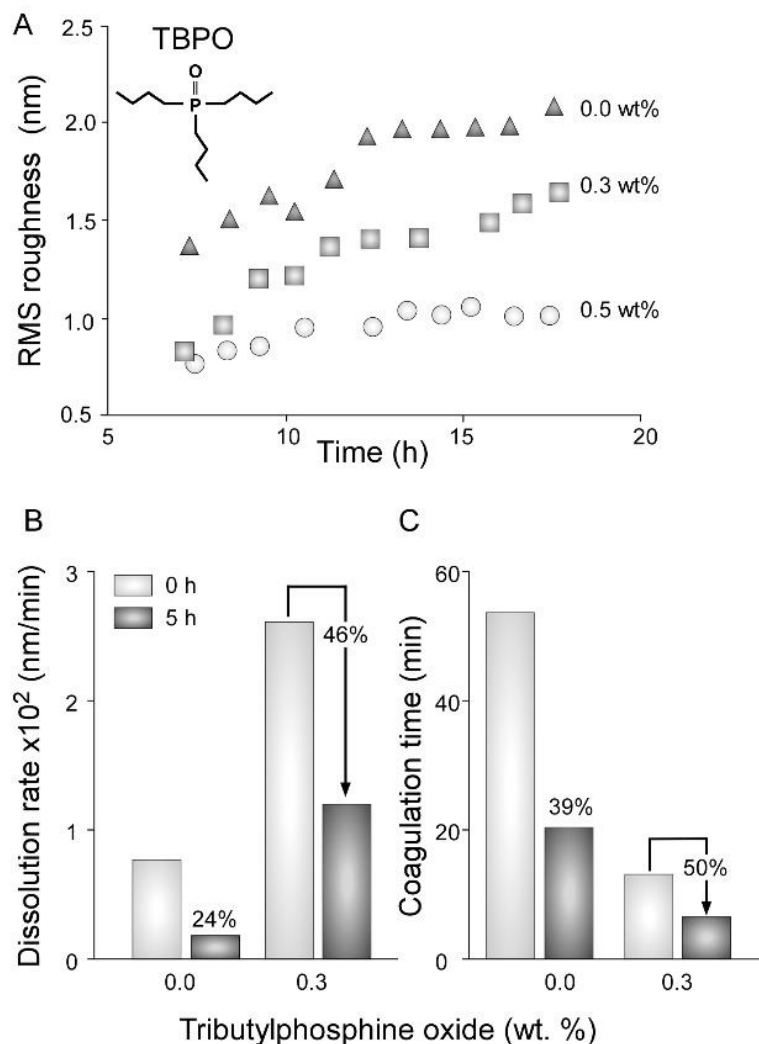 A
TBPO
O
P
RMS roughness (nm)
2.5
2.0
1.5
1.0
0.5
0.0 wt%
0.3 wt%
0.5 wt%
5
10
15
20
Time (h)
B
Dissolution rate x10² (nm/min)
3
2
1
0
0 h
5 h
24%
46%
0.0
0.3
C
Coagulation time (min)
60
40
20
0
39%
50%
0.0
0.3
Tributylphosphine oxide (wt. %)